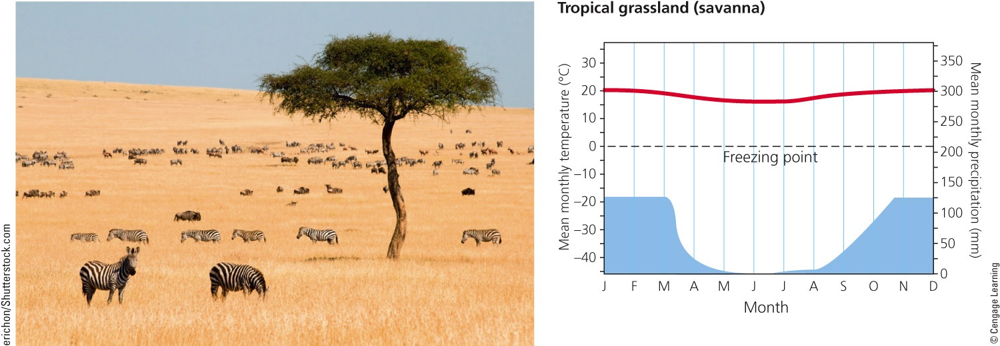 erichon/Shutterstock.com
Tropical grassland (savanna)
Mean monthly temperature (°C)
30
20
10
0
–10
–20
–30
–40
Freezing point
350
300
250
200
150
100
50
0
Mean monthly precipitation (mm)
J F M A M J J A S O N D
Month
© Cengage Learning